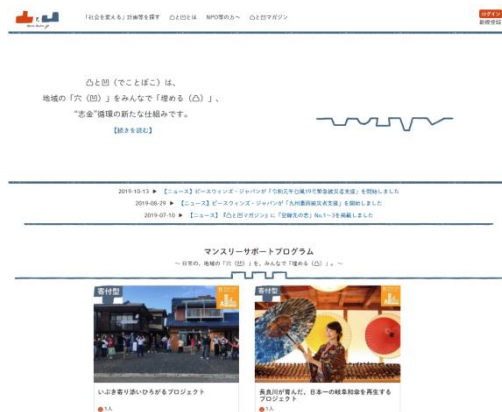 「社会を変える」計画等を探す 凸と凹とは NPO等の方へ 凸と凹マガジン
ログイン
新規登録
凸と凹（でことぼこ）は、
地域の「穴（凹）」をみんなで「埋める（凸）」、
“志金”循環の新たな仕組みです。
【続きを読む】
2019-10-13 ▶ 【ニュース】ピースウィンズ・ジャパンが「令和元年台風19号緊急被災者支援」を開始しました
2019-08-29 ▶ 【ニュース】ピースウィンズ・ジャパンが「九州豪雨被災者支援」を開始しました
2019-07-10 ▶ 【ニュース】『凸と凹マガジン』に「登録先の志」No.1～3を掲載しました
マンスリーサポートプログラム
～ 日常の、地域の「穴（凹）」を、みんなで「埋める（凸）」。～
寄付型
寄付型
いぶき寄り添いひろがるプロジェクト
長良川が育んだ、日本一の岐阜和傘を再生する
プロジェクト
1人
1人